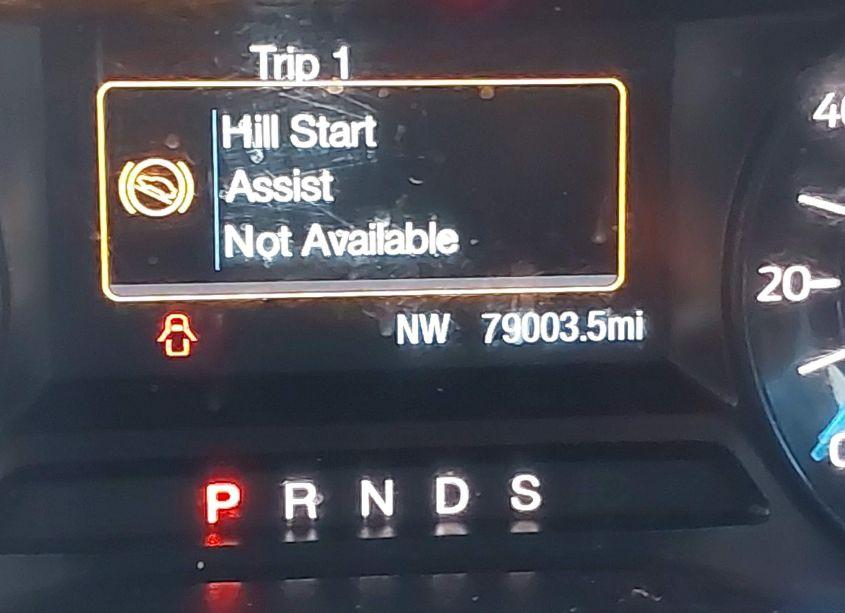 Trip 1
Hill Start
Assist
Not Available
NW 79003.5mi
20
P R N D S